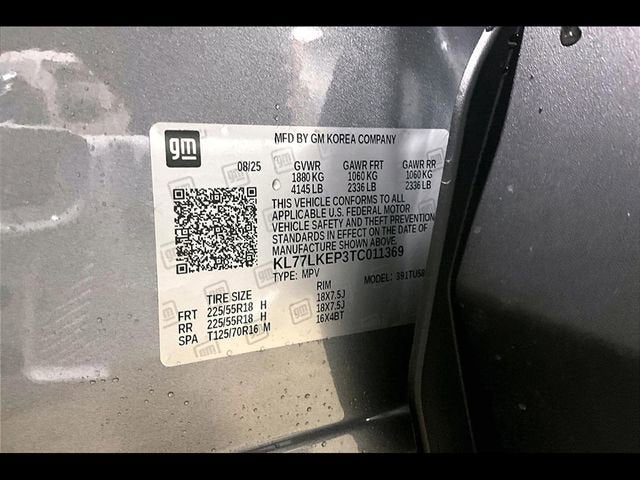 gm
MFD BY GM KOREA COMPANY
08/25 GVWR GAWR FRT GAWR RR
1880 KG 1060 KG 1060 KG
4145 LB 2336 LB 2336 LB
THIS VEHICLE CONFORMS TO ALL
APPLICABLE U.S. FEDERAL MOTOR
VEHICLE SAFETY AND THEFT PREVENTION
STANDARDS IN EFFECT ON THE DATE OF
MANUFACTURE SHOWN ABOVE.
KL77LKEP3TC011369
TYPE: MPV MODEL:
TIRE SIZE RIM
FRT 225/55R18 H 18X7.5J
RR 225/55R18 H 18X7.5J
SPA T125/70R16 M 16X4BT